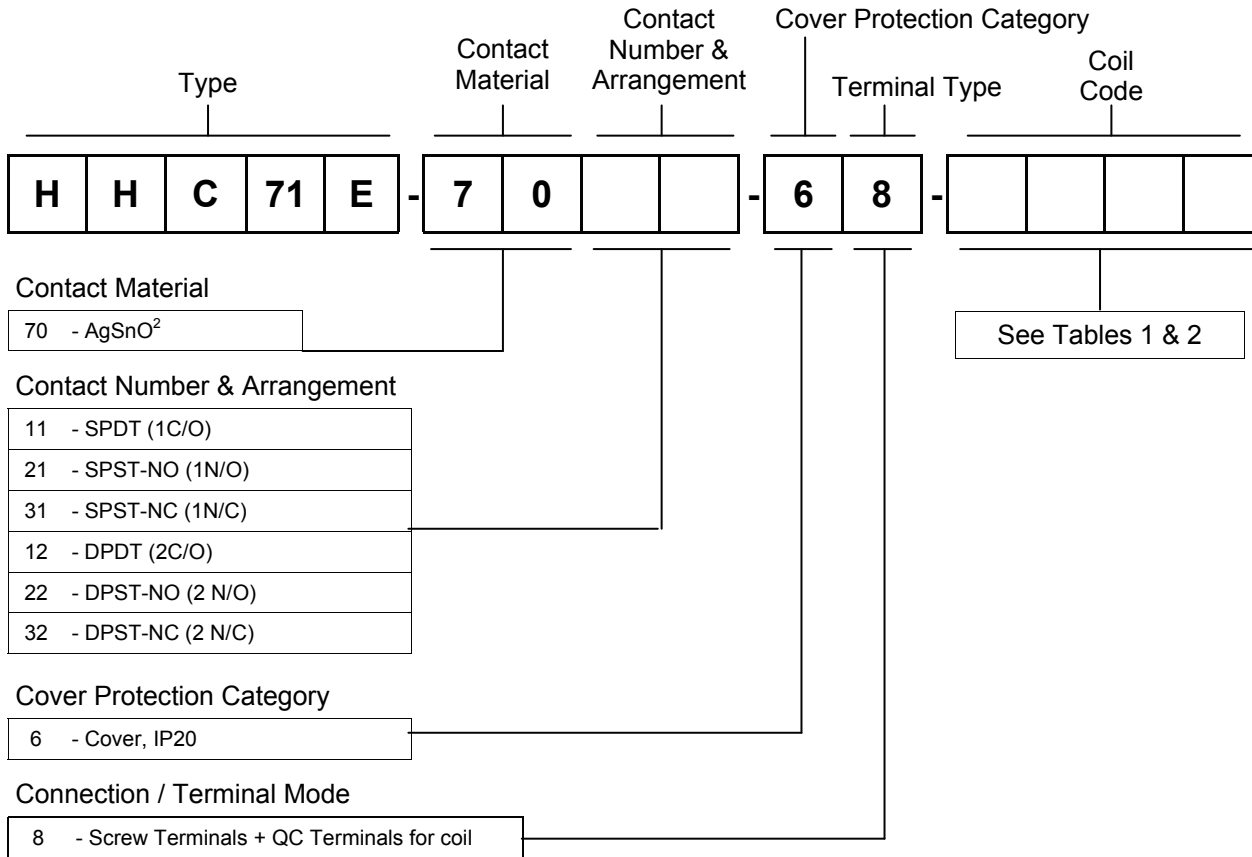 Type
Contact
Material
Contact
Number &
Arrangement
Cover Protection Category
Terminal Type
Coil
Code
H H C 71 E - 7 0 - 6 8 -
Contact Material
70 - AgSnO²
See Tables 1 & 2
Contact Number & Arrangement
11 - SPDT (1C/O)
21 - SPST-NO (1N/O)
31 - SPST-NC (1N/C)
12 - DPDT (2C/O)
22 - DPST-NO (2 N/O)
32 - DPST-NC (2 N/C)
Cover Protection Category
6 - Cover, IP20
Connection / Terminal Mode
8 - Screw Terminals + QC Terminals for coil